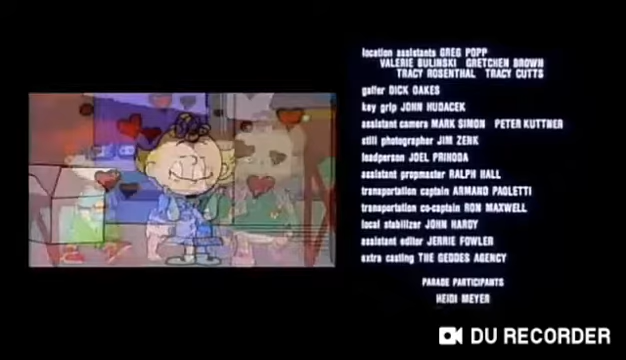 location assistants GREG POPP
VALERIE BULINSKI GRETCHEN BROWN
TRACY ROSENTHAL TRACY CUTTS
gaffer DICK OAKES
key grip JOHN HUDACEK
assistant camera MARK SIMON PETER KUTTNER
still photographer JIM ZENK
leadperson JOEL PRIHODA
assistant propmaster RALPH HALL
transportation captain ARMAND PAOLETTI
transportation co-captain RON MAXWELL
local stabilizer JOHN HARDY
assistant editor JERRIE FOWLER
extra casting THE GEDDES AGENCY
PARADE PARTICIPANTS
HEIDI MEYER
DU RECORDER